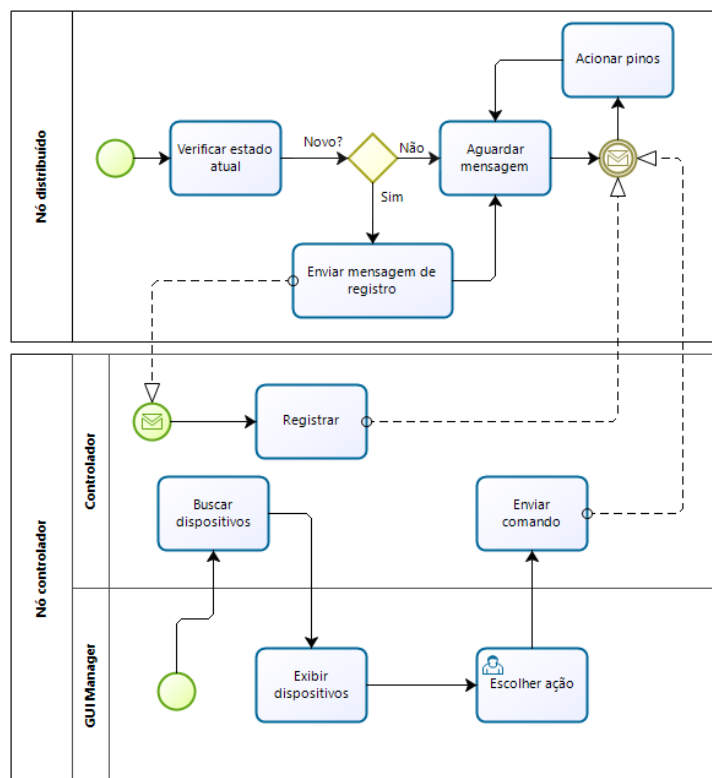 Nó distribuído
Acionar pinos
Verificar estado
atual
Novo?
Não
Aguardar
mensagem
Sim
Enviar mensagem de
registro
Nó controlador
Controlador
Registrar
Buscar
dispositivos
Enviar
comando
GUI Manager
Exibir
dispositivos
Escolher ação